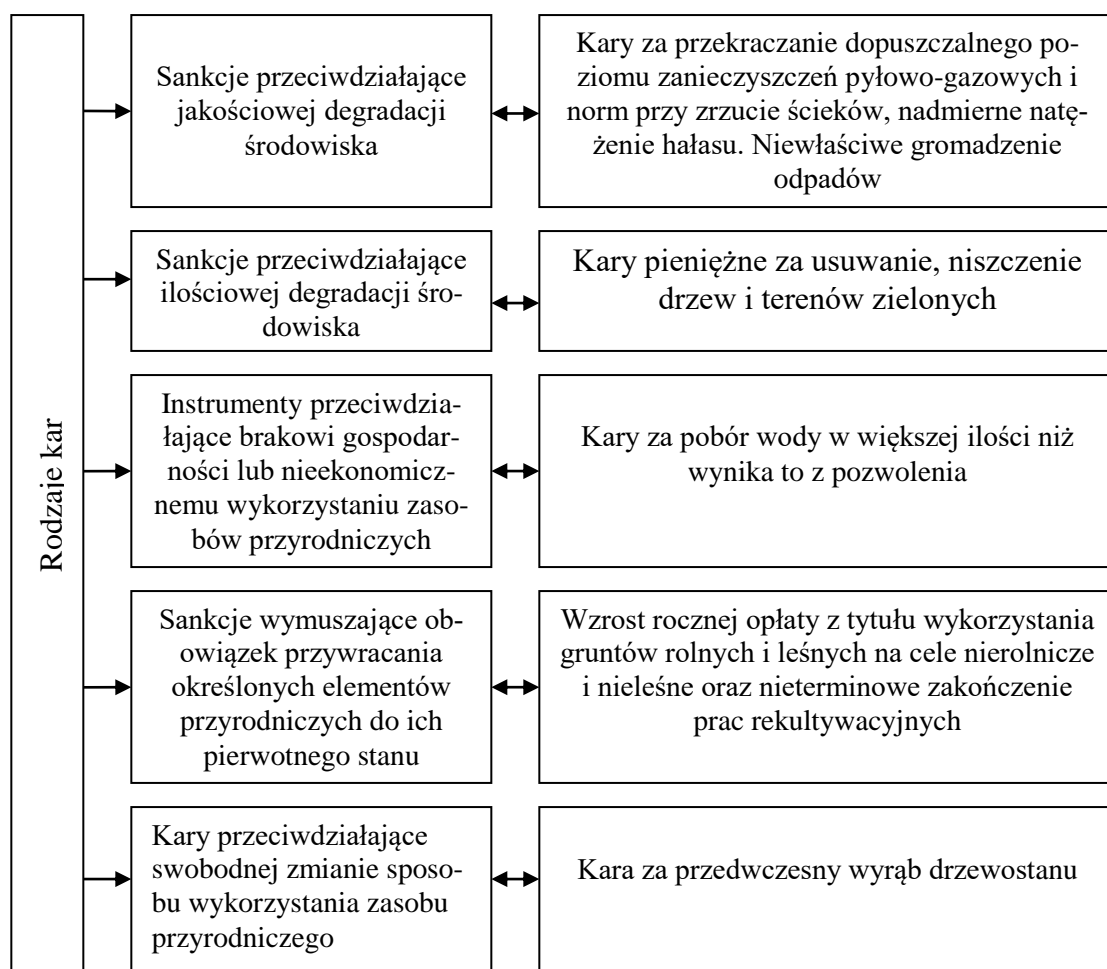 Rodzaje kar
Sankcje przeciwdziałające
jakościowej degradacji
środowiska
Kary za przekraczanie dopuszczalnego po-
ziomu zanieczyszczeń pyłowo-gazowych i
norm przy zrzucie ścieków, nadmierne natę-
żenie hałasu. Niewłaściwe gromadzenie
odpadów
Sankcje przeciwdziałające
ilościowej degradacji śro-
dowiska
Kary pieniężne za usuwanie, niszczenie
drzew i terenów zielonych
Instrumenty przeciwdzia-
łające brakowi gospodar-
ności lub nieekonomicz-
nemu wykorzystaniu zaso-
bów przyrodniczych
Kary za pobór wody w większej ilości niż
wynika to z pozwolenia
Sankcje wymuszające ob-
owiązek przywracania
określonych elementów
przyrodniczych do ich
pierwotnego stanu
Wzrost rocznej opłaty z tytułu wykorzystania
gruntów rolnych i leśnych na cele nierolnicze
i nieleśne oraz nieterminowe zakończenie
prac rekultywacyjnych
Kary przeciwdziałające
swobodnej zmianie sposo-
bu wykorzystania zasobu
przyrodniczego
Kara za przedwczesny wyrąb drzewostanu